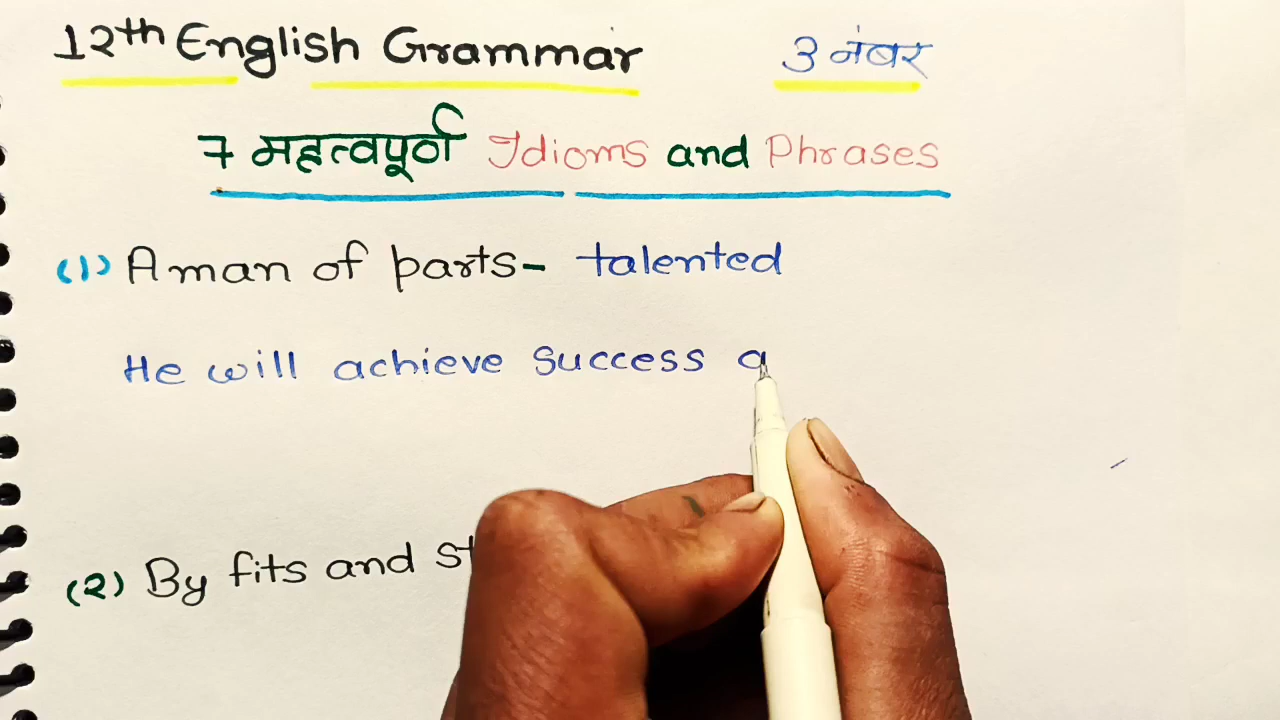 12th English Grammar 3 नंबर
7 महत्वपूर्ण Idioms and Phrases
(1) A man of parts- talented
He will achieve success a
(2) By fits and st